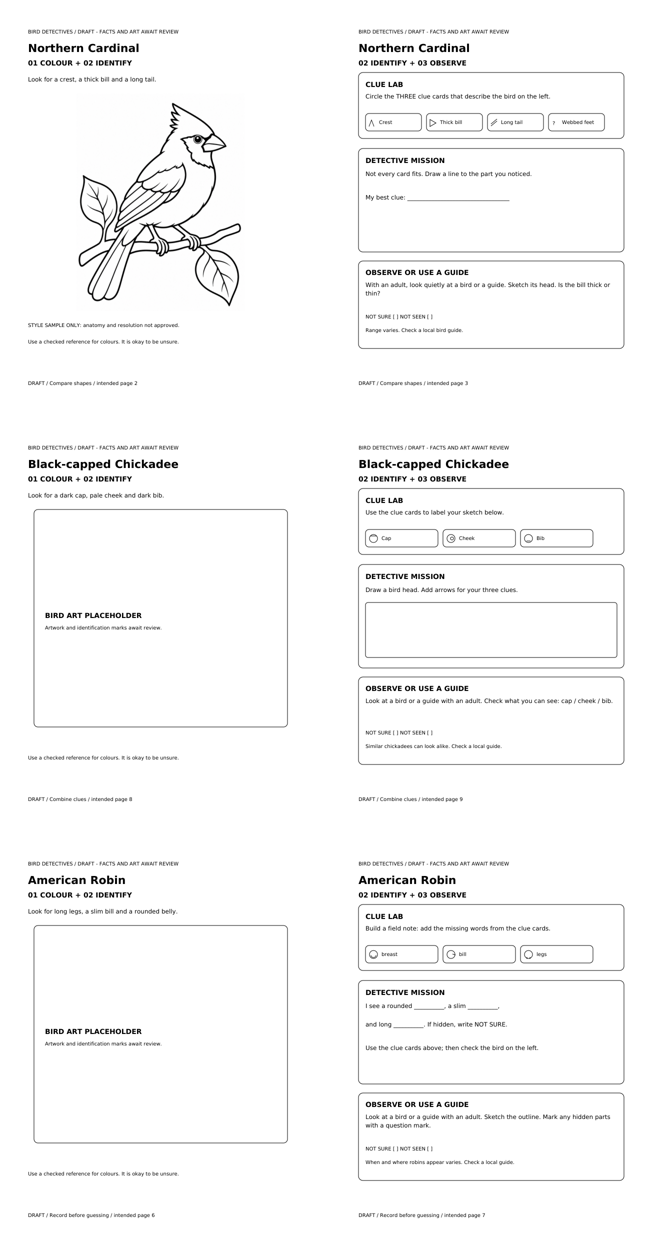 BIRD DETECTIVES / DRAFT - FACTS AND ART AWAIT REVIEW
Northern Cardinal
01 COLOUR + 02 IDENTIFY
Look for a crest, a thick bill and a long tail.
STYLE SAMPLE ONLY: anatomy and resolution not approved.
Use a checked reference for colours. It is okay to be unsure.
DRAFT / Compare shapes / intended page 2
BIRD DETECTIVES / DRAFT - FACTS AND ART AWAIT REVIEW
Northern Cardinal
02 IDENTIFY + 03 OBSERVE
CLUE LAB
Circle the THREE clue cards that describe the bird on the left.
Crest
Thick bill
Long tail
? Webbed feet
DETECTIVE MISSION
Not every card fits. Draw a line to the part you noticed.
My best clue: ______________________________
OBSERVE OR USE A GUIDE
With an adult, look quietly at a bird or a guide. Sketch its head. Is the bill thick or
thin?
NOT SURE [ ] NOT SEEN [ ]
Range varies. Check a local bird guide.
DRAFT / Compare shapes / intended page 3
BIRD DETECTIVES / DRAFT - FACTS AND ART AWAIT REVIEW
Black-capped Chickadee
01 COLOUR + 02 IDENTIFY
Look for a dark cap, pale cheek and dark bib.
BIRD ART PLACEHOLDER
Artwork and identification marks await review.
Use a checked reference for colours. It is okay to be unsure.
DRAFT / Combine clues / intended page 8
BIRD DETECTIVES / DRAFT - FACTS AND ART AWAIT REVIEW
Black-capped Chickadee
02 IDENTIFY + 03 OBSERVE
CLUE LAB
Use the clue cards to label your sketch below.
Cap
Cheek
Bib
DETECTIVE MISSION
Draw a bird head. Add arrows for your three clues.
OBSERVE OR USE A GUIDE
Look at a bird or a guide with an adult. Check what you can see: cap / cheek / bib.
NOT SURE [ ] NOT SEEN [ ]
Similar chickadees can look alike. Check a local guide.
DRAFT / Combine clues / intended page 9
BIRD DETECTIVES / DRAFT - FACTS AND ART AWAIT REVIEW
American Robin
01 COLOUR + 02 IDENTIFY
Look for long legs, a slim bill and a rounded belly.
BIRD ART PLACEHOLDER
Artwork and identification marks await review.
Use a checked reference for colours. It is okay to be unsure.
DRAFT / Record before guessing / intended page 6
BIRD DETECTIVES / DRAFT - FACTS AND ART AWAIT REVIEW
American Robin
02 IDENTIFY + 03 OBSERVE
CLUE LAB
Build a field note: add the missing words from the clue cards.
breast
bill
legs
DETECTIVE MISSION
I see a rounded _________, a slim _________,
and long _________. If hidden, write NOT SURE.
Use the clue cards above; then check the bird on the left.
OBSERVE OR USE A GUIDE
Look at a bird or a guide with an adult. Sketch the outline. Mark any hidden parts
with a question mark.
NOT SURE [ ] NOT SEEN [ ]
When and where robins appear varies. Check a local guide.
DRAFT / Record before guessing / intended page 7